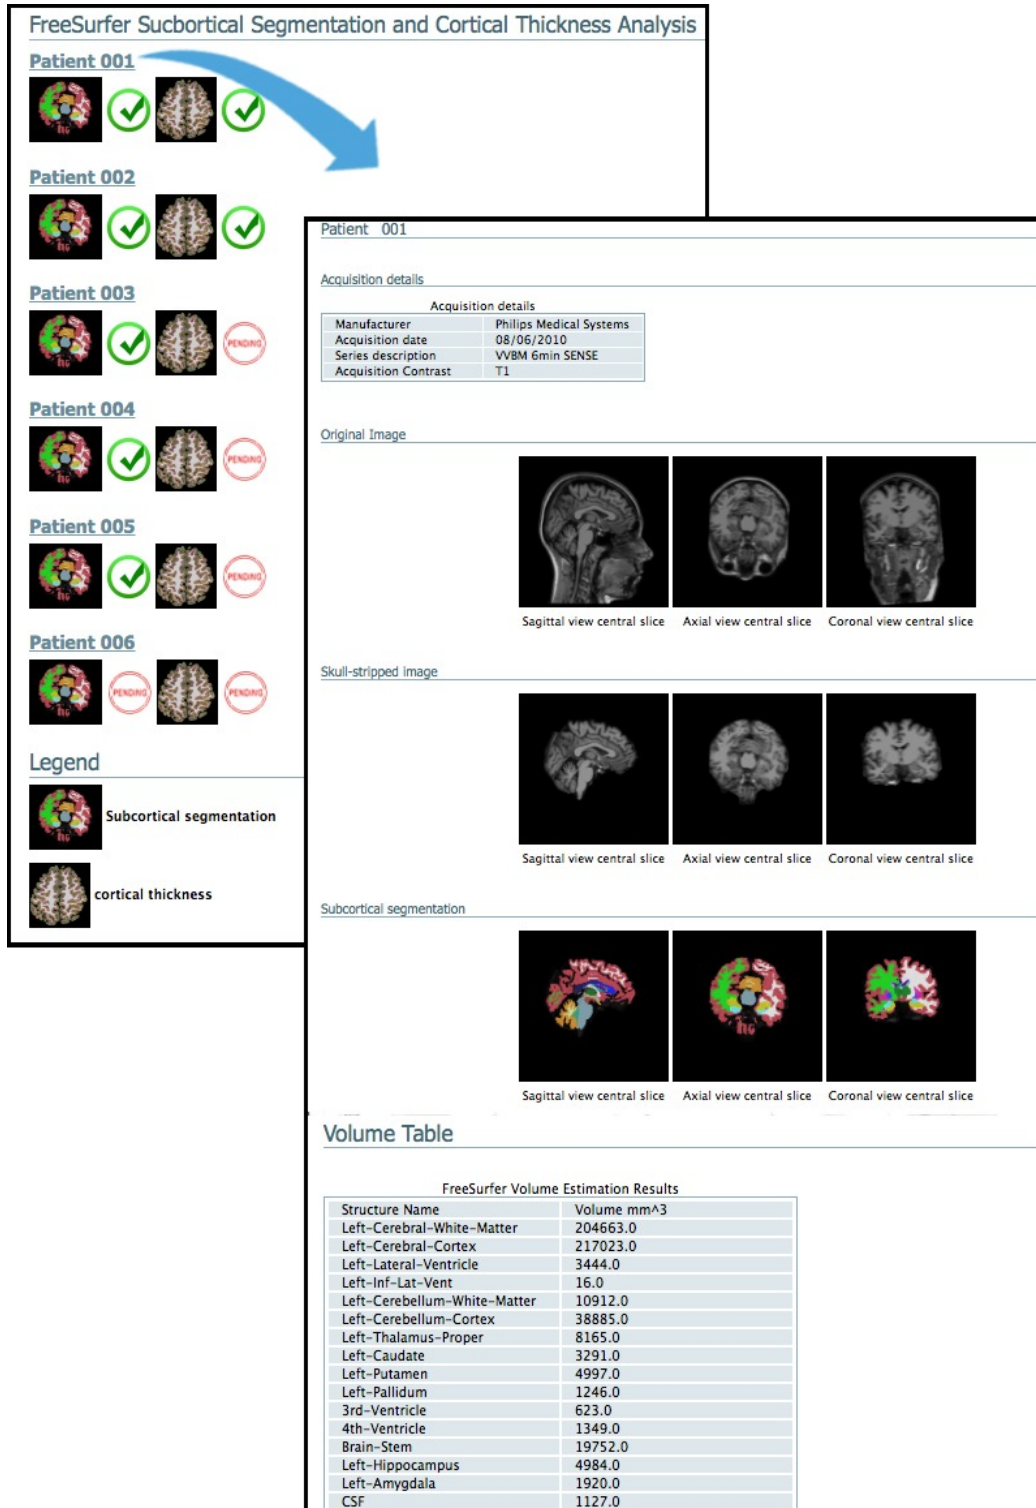 FreeSurfer Sucbortical Segmentation and Cortical Thickness Analysis
Patient 001
Patient 002
Patient 003
PENDING
Patient 004
PENDING
Patient 005
PENDING
Patient 006
PENDING PENDING
Legend
Subcortical segmentation
cortical thickness
Patient 001
Acquisition details
Acquisition details
Manufacturer Philips Medical Systems
Acquisition date 08/06/2010
Series description VVBM 6min SENSE
Acquisition Contrast T1
Original Image
Sagittal view central slice Axial view central slice Coronal view central slice
Skull-stripped image
Sagittal view central slice Axial view central slice Coronal view central slice
Subcortical segmentation
Sagittal view central slice Axial view central slice Coronal view central slice
Volume Table
FreeSurfer Volume Estimation Results
Structure Name Volume mm^3
Left-Cerebral-White-Matter 204663.0
Left-Cerebral-Cortex 217023.0
Left-Lateral-Ventricle 3444.0
Left-Inf-Lat-Vent 16.0
Left-Cerebellum-White-Matter 10912.0
Left-Cerebellum-Cortex 38885.0
Left-Thalamus-Proper 8165.0
Left-Caudate 3291.0
Left-Putamen 4997.0
Left-Pallidum 1246.0
3rd-Ventricle 623.0
4th-Ventricle 1349.0
Brain-Stem 19752.0
Left-Hippocampus 4984.0
Left-Amygdala 1920.0
CSF 1127.0